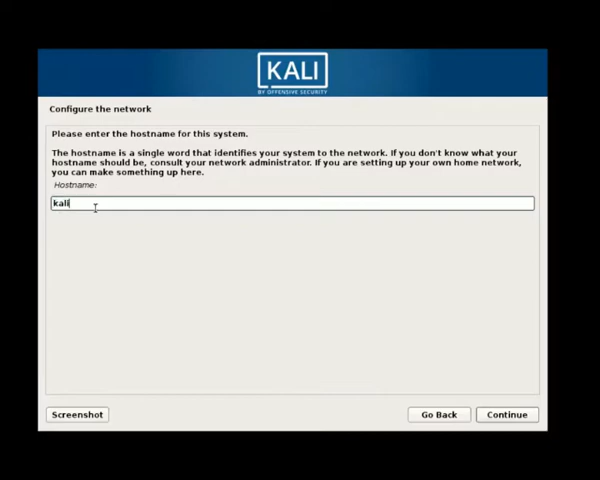 KALI
BY OFFENSIVE SECURITY
Configure the network
Please enter the hostname for this system.
The hostname is a single word that identifies your system to the network. If you don't know what your
hostname should be, consult your network administrator. If you are setting up your own home network,
you can make something up here.
Hostname:
kali
Screenshot
Go Back
Continue